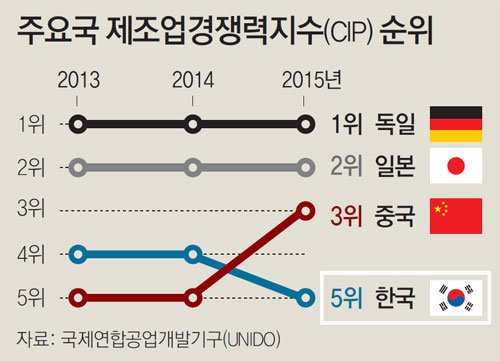 주요국 제조업경쟁력지수(CIP) 순위
2013 2014 2015년
1위 1위 독일
2위 2위 일본
3위 3위 중국
4위
5위 5위 한국
자료: 국제연합공업개발기구(UNIDO)